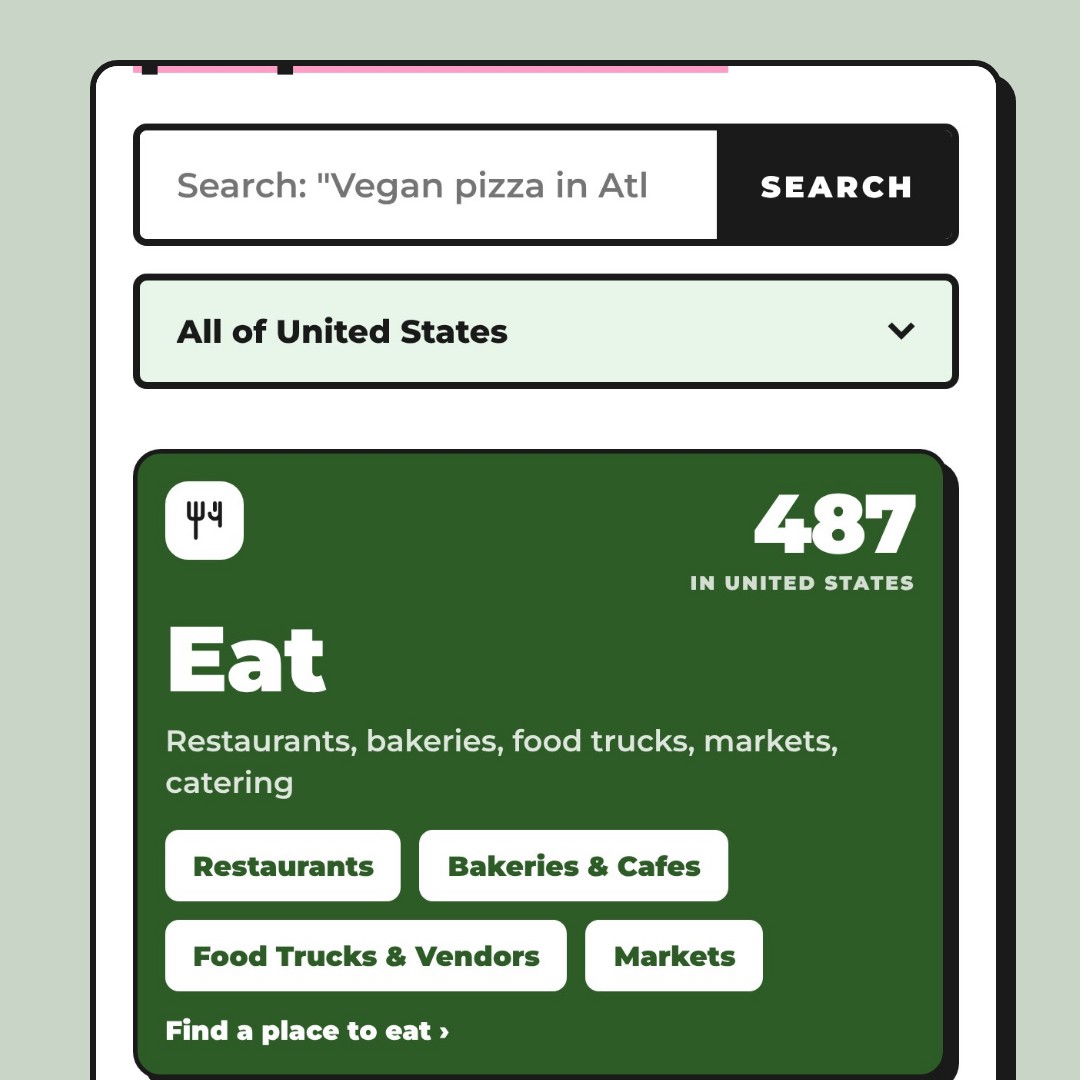 Search: "Vegan pizza in Atl
SEARCH
All of United States
487
IN UNITED STATES
Eat
Restaurants, bakeries, food trucks, markets,
catering
Restaurants
Bakeries & Cafes
Food Trucks & Vendors
Markets
Find a place to eat ›